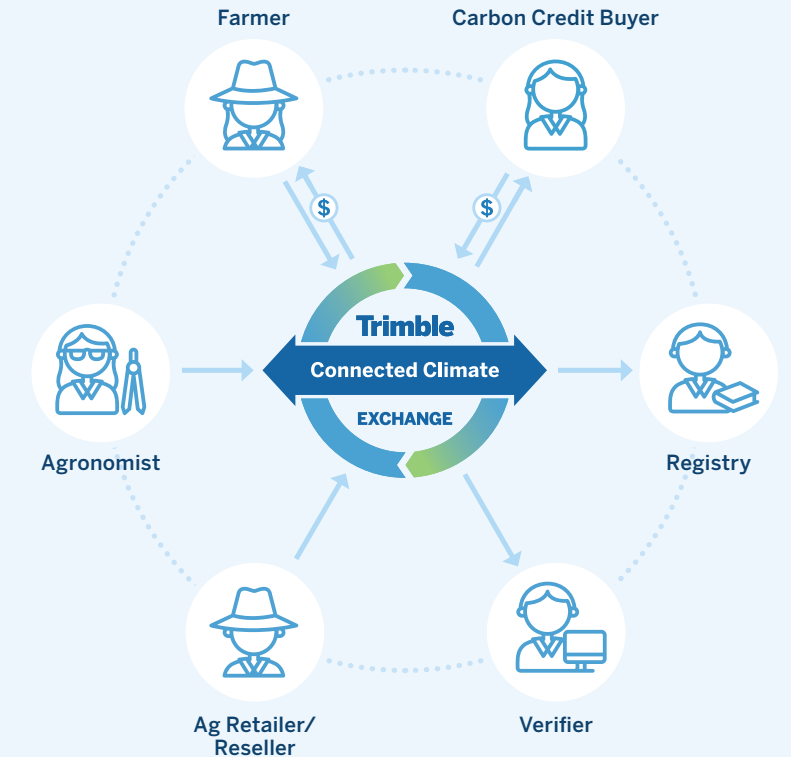 Farmer
Carbon Credit Buyer
$
$
Trimble
Connected Climate
EXCHANGE
Agronomist
Registry
Ag Retailer/
Reseller
Verifier